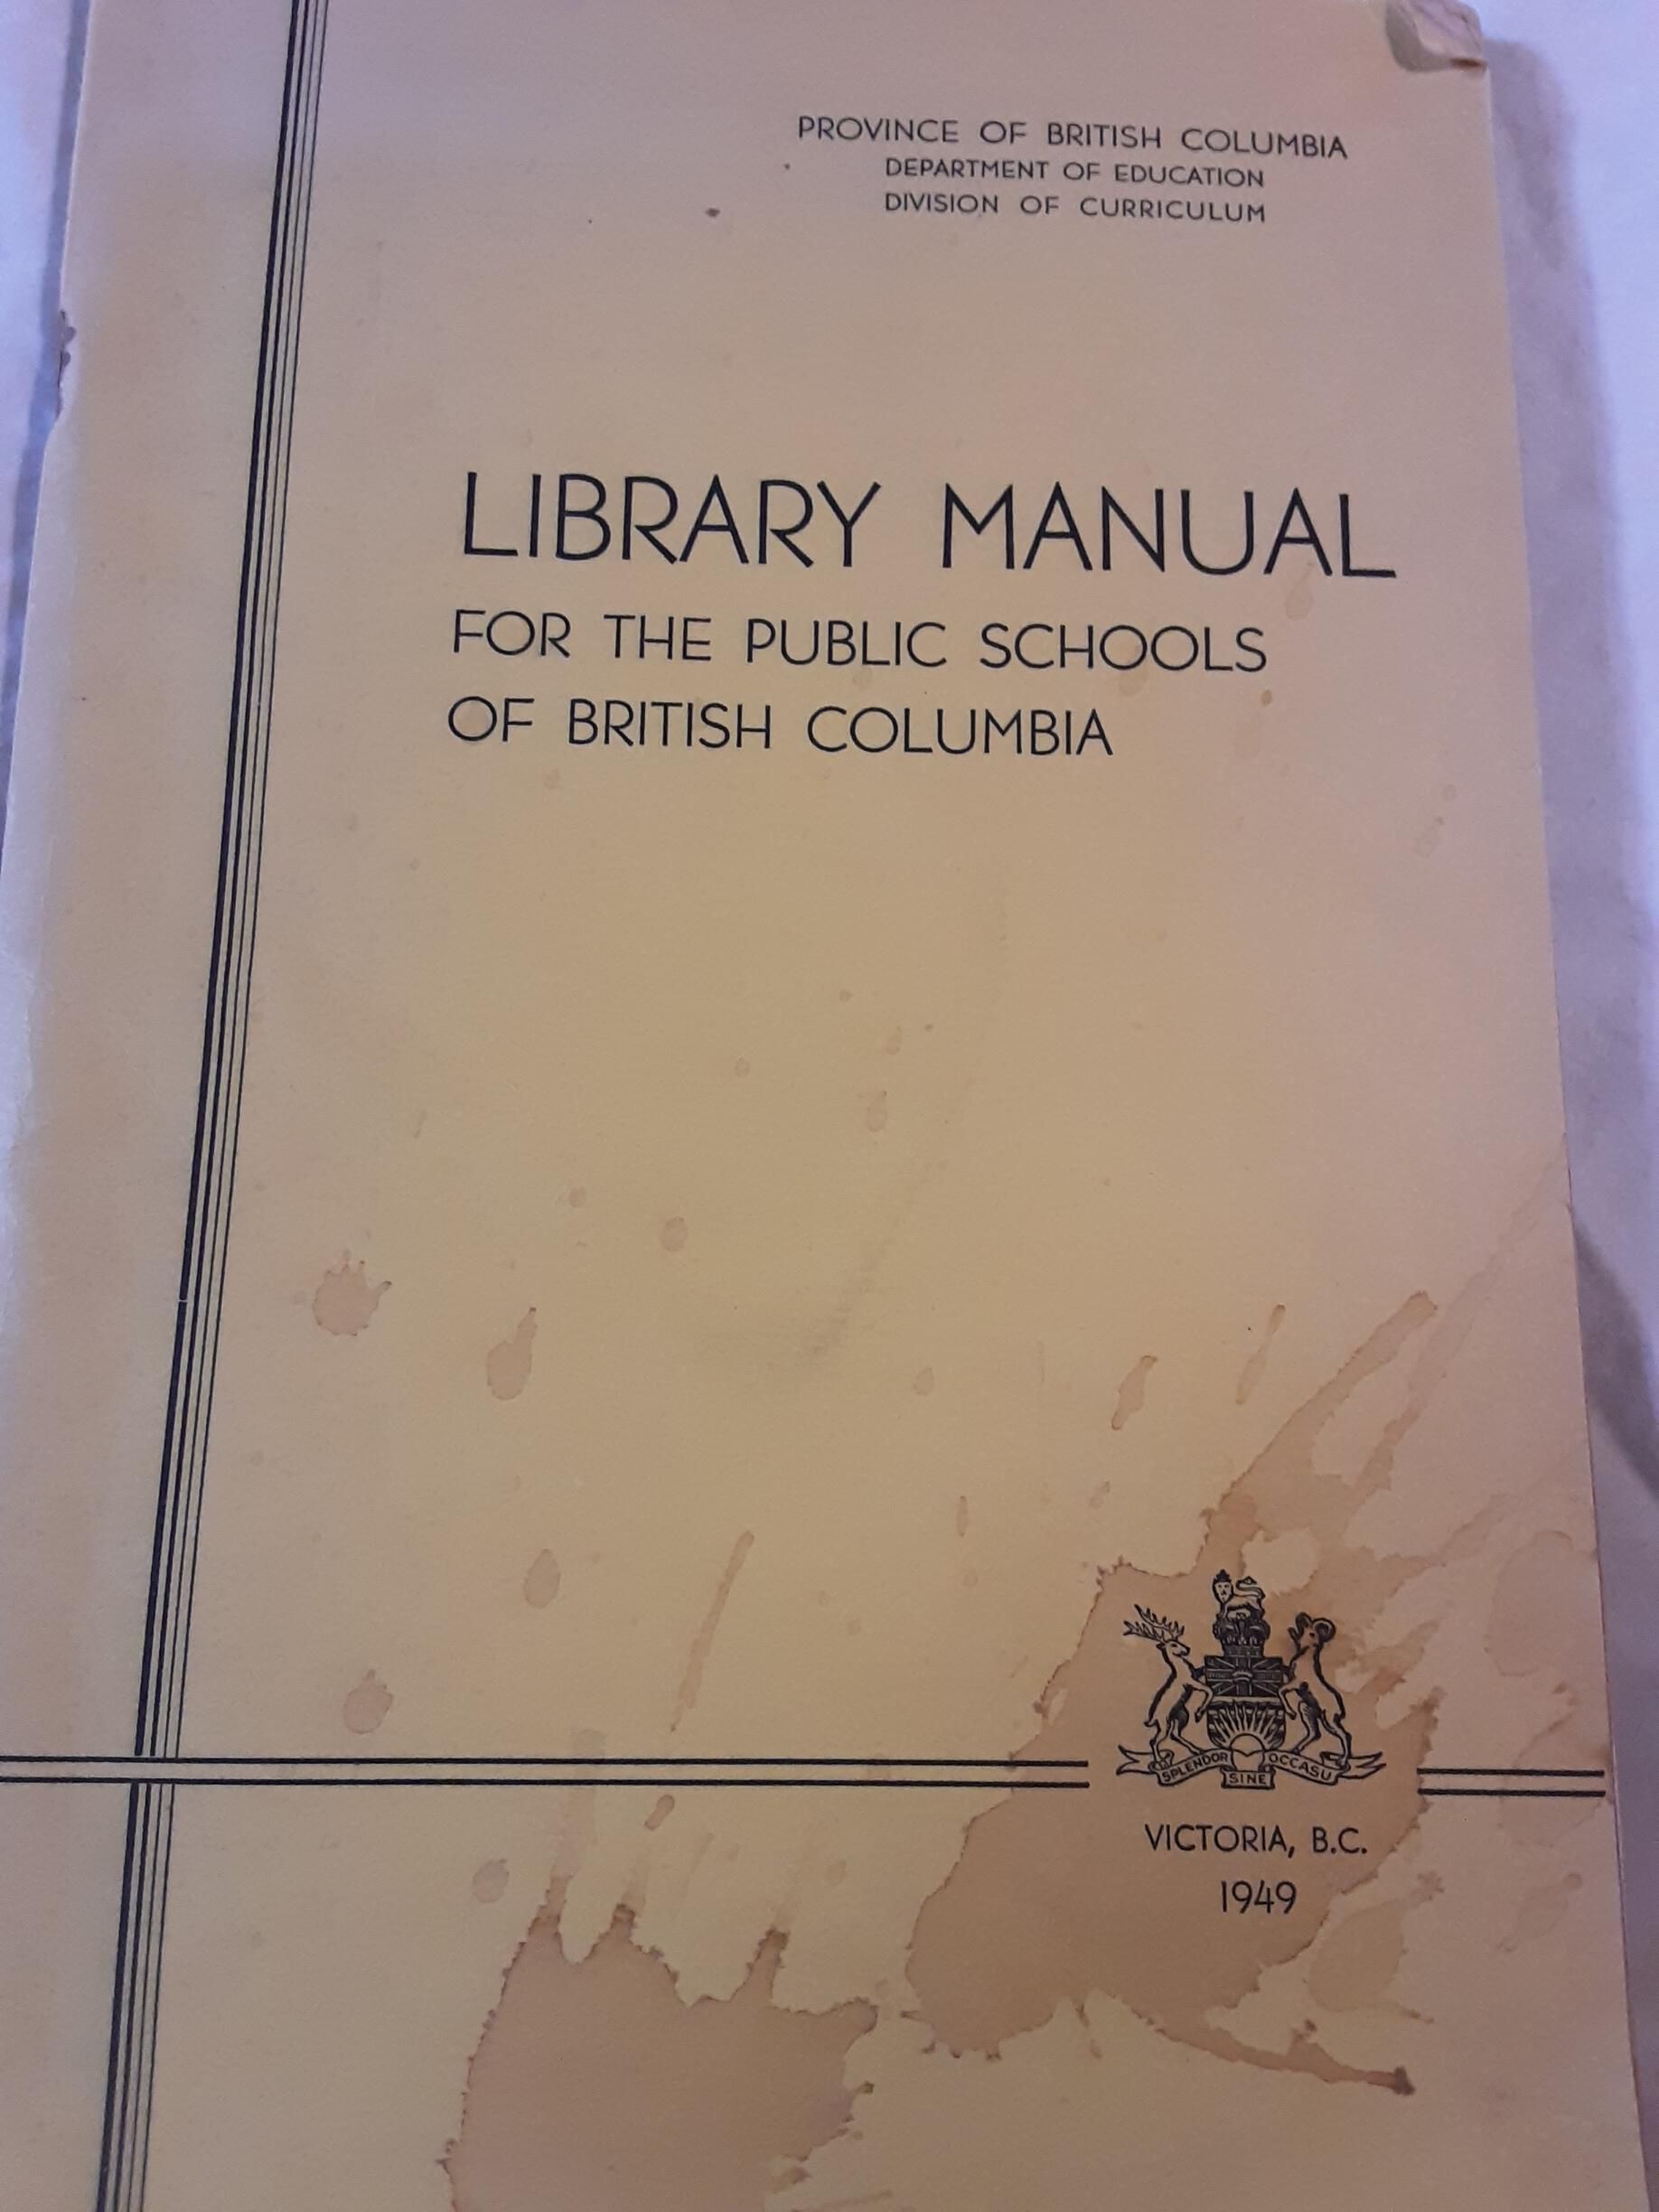 PROVINCE OF BRITISH COLUMBIA
DEPARTMENT OF EDUCATION
DIVISION OF CURRICULUM
LIBRARY MANUAL
FOR THE PUBLIC SCHOOLS
OF BRITISH COLUMBIA
SPLENDOR SINE OCCASU
VICTORIA, B.C.
1949